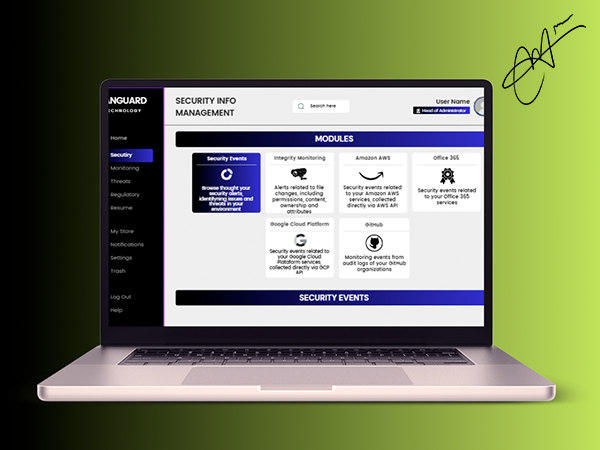 ANGUARD
ECHNOLOGY
Home
Secutiry
Monitoring
Threats
Regulatory
Resume
My Store
Notifications
Settings
Trash
Log Out
Help
SECURITY INFO
MANAGEMENT
Search here
User Name
Head of Administrator
MODULES
Security Events
Browse thought your
security alerts,
identifynig issues and
threats in your
environment
Integrity Monitoring
Alerts related to file
changes, including
permissions, content,
ownership and
attributes
Amazon AWS
Security events related
to your Amazon AWS
services, collected
directly via AWS API
Office 365
Security events related
to your Office 365
services
Google Cloud Platform
Security events related to
your Google Cloud
Plataform services,
collected directly via GCP
API
GitHub
Monitoring events from
audit logs of your GitHub
organizations
SECURITY EVENTS